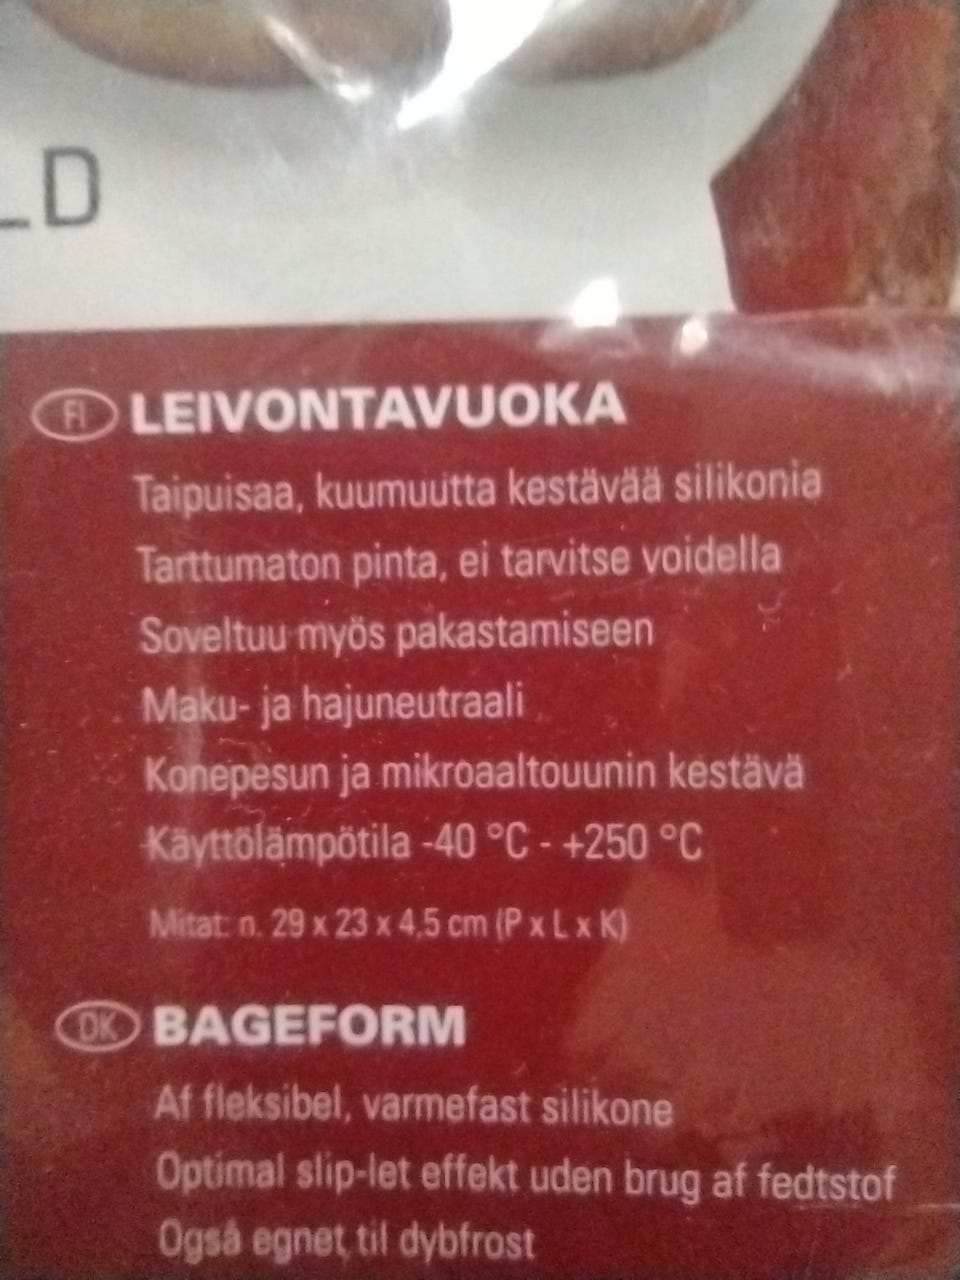 LD
FI LEIVONTAVUOKA
Taipuisaa, kuumuutta kestävää silikonia
Tarttumaton pinta, ei tarvitse voidella
Soveltuu myös pakastamiseen
Maku- ja hajuneutraali
Konepesun ja mikroaaltouunin kestävä
Käyttölämpötila -40 °C - +250 °C
Mitat: n. 29 x 23 x 4,5 cm (P x L x K)
DK BAGEFORM
Af fleksibel, varmefast silikone
Optimal slip-let effekt uden brug af fedtstof
Også egnet til dybfrost